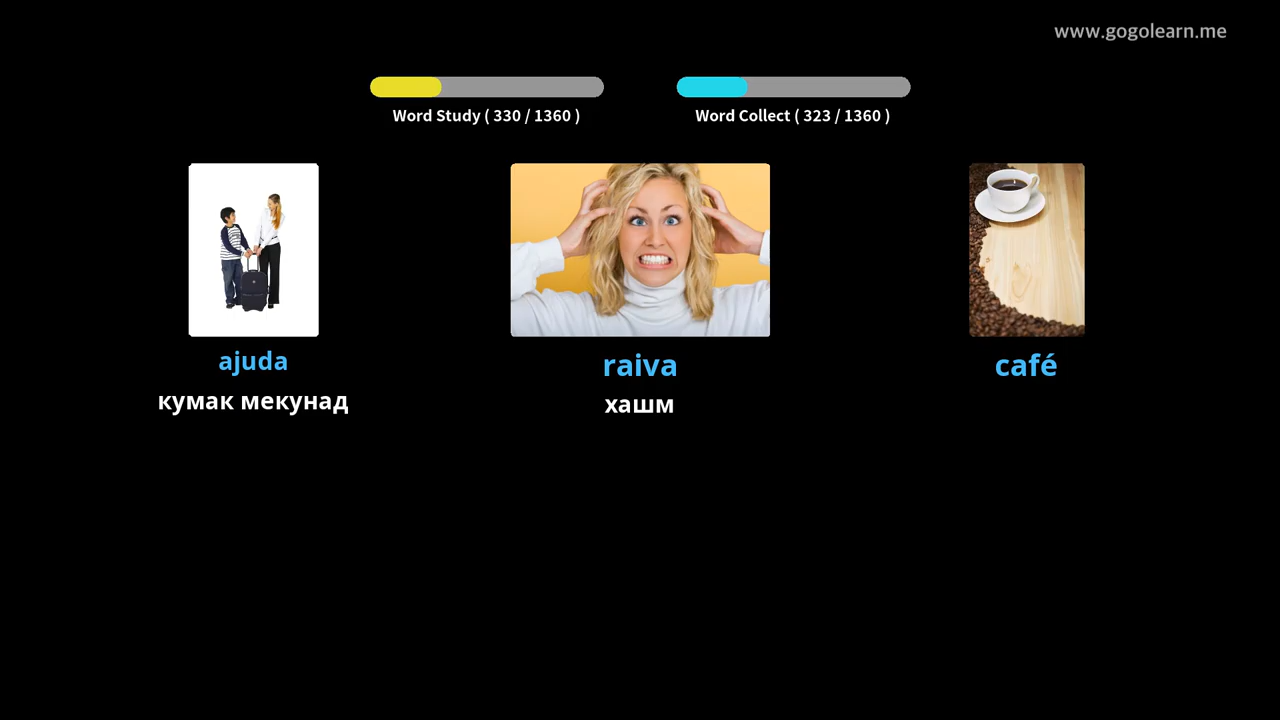 www.gogolearn.me
Word Study ( 330 / 1360 )
Word Collect ( 323 / 1360 )
ajuda
raiva
café
кумак мекунад
хашм